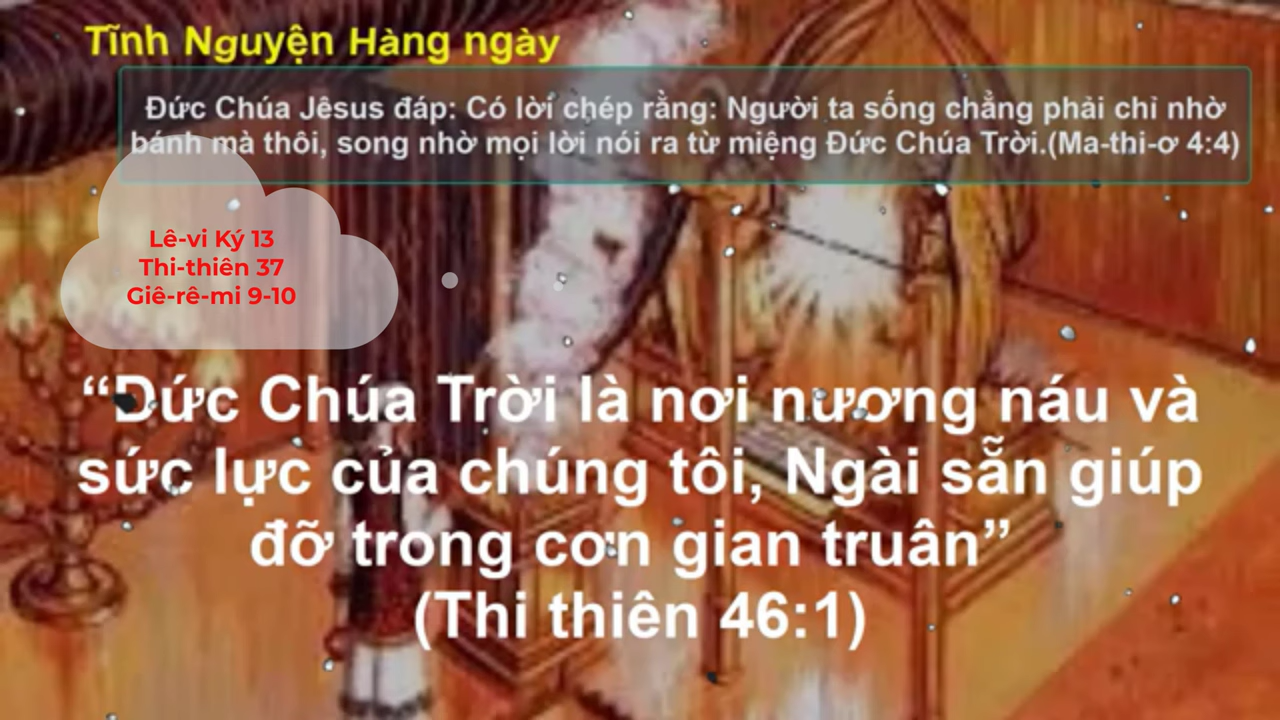 Tĩnh Nguyện Hàng ngày
Đức Chúa Jêsus đáp: Có lời chép rằng: Người ta sống chẳng phải chỉ nhờ
bánh mà thôi, song nhờ mọi lời nói ra từ miệng Đức Chúa Trời.(Ma-thi-ơ 4:4)
Lê-vi Ký 13
Thi-thiên 37
Giê-rê-mi 9-10
“Đức Chúa Trời là nơi nương náu và
sức lực của chúng tôi, Ngài sẵn giúp
đỡ trong cơn gian truân”
(Thi thiên 46:1)